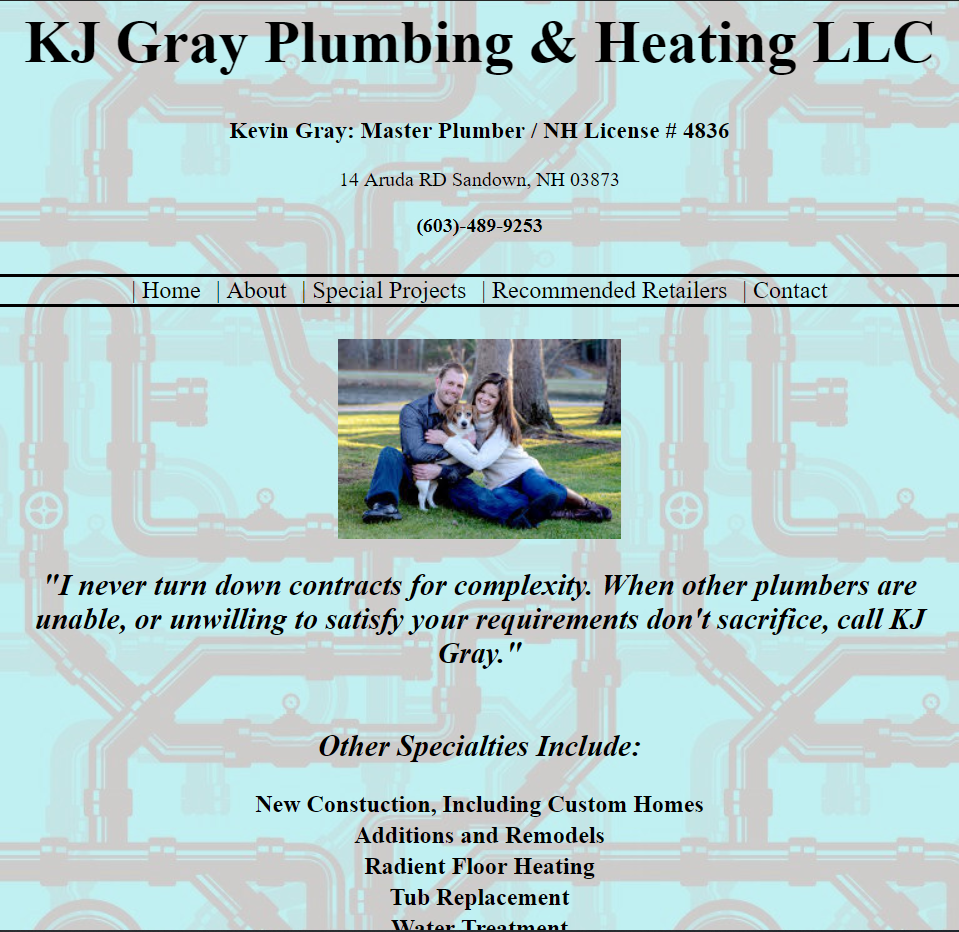 KJ Gray Plumbing & Heating LLC
Kevin Gray: Master Plumber / NH License # 4836
14 Aruda RD Sandown, NH 03873
(603)-489-9253
| Home | About | Special Projects | Recommended Retailers | Contact
"I never turn down contracts for complexity. When other plumbers are
unable, or unwilling to satisfy your requirements don't sacrifice, call KJ
Gray."
Other Specialties Include:
New Constuction, Including Custom Homes
Additions and Remodels
Radient Floor Heating
Tub Replacement
Water Treatment